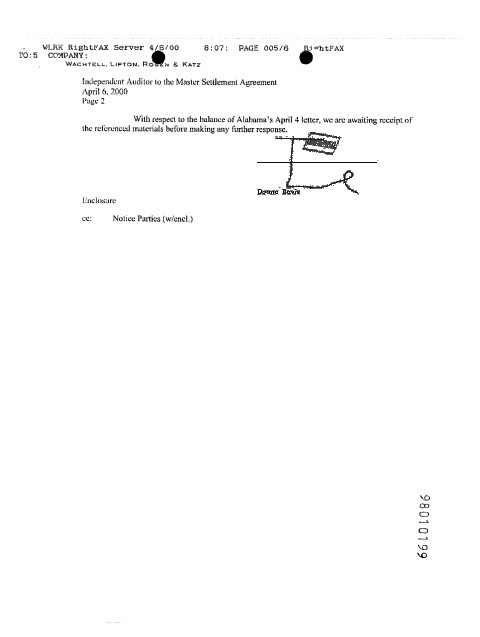 WLRK RightFAX Server 4/6/00 8:07: PAGE 005/6 RightFAX
TO:5 COMPANY:
WACHTELL, LIPTON, ROSEN & KATZ
Independent Auditor to the Master Settlement Agreement
April 6, 2000
Page 2
With respect to the balance of Alabama's April 4 letter, we are awaiting receipt of
the referenced materials before making any further response.
Enclosure
cc: Notice Parties (w/encl.)
98010199